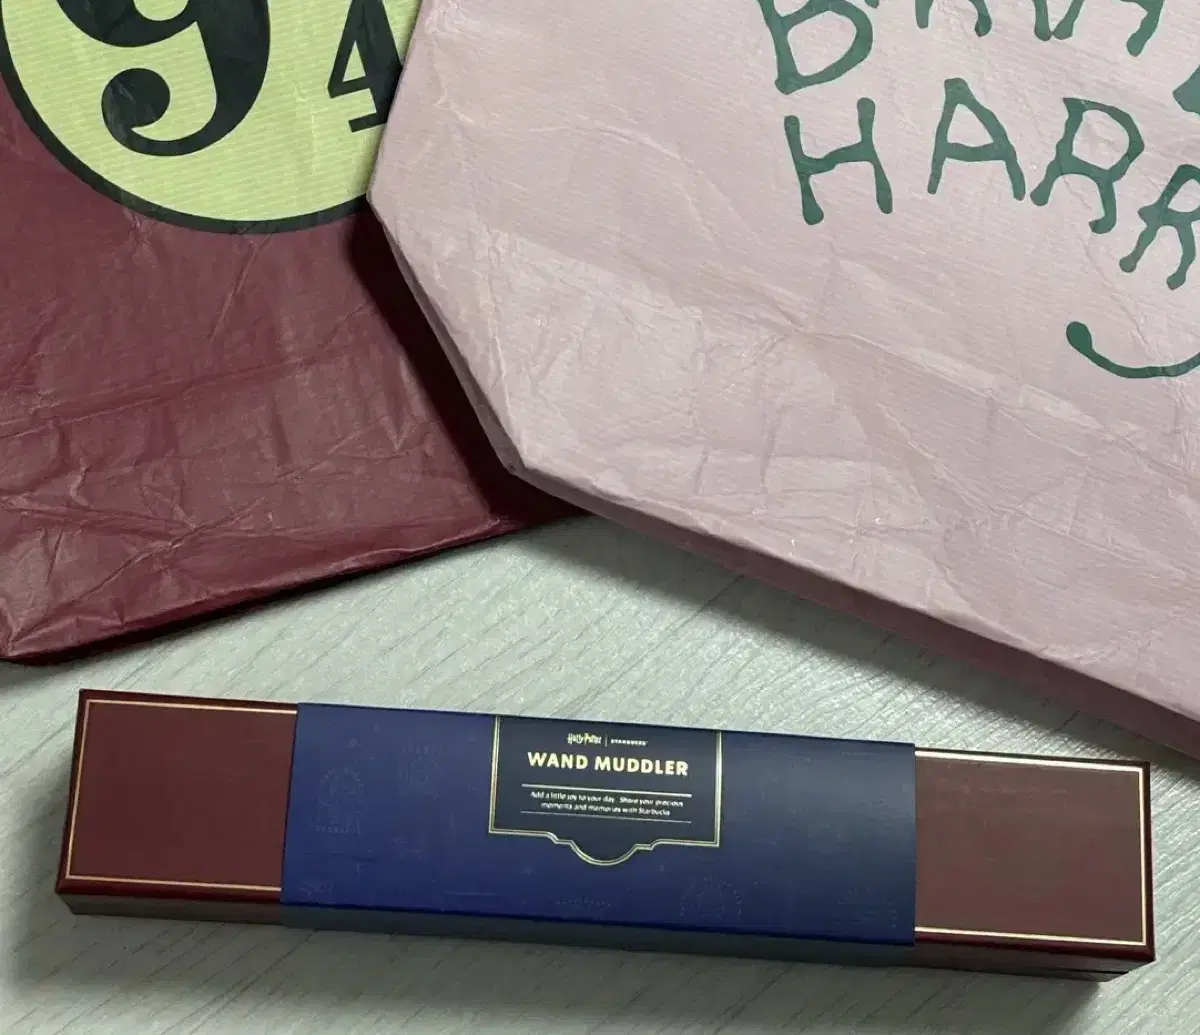 9
4
HARR
Harry Potter | STARBUCKS
WAND MUDDLER
Add a little joy to your day. Share your precious
moments and memories with Starbucks